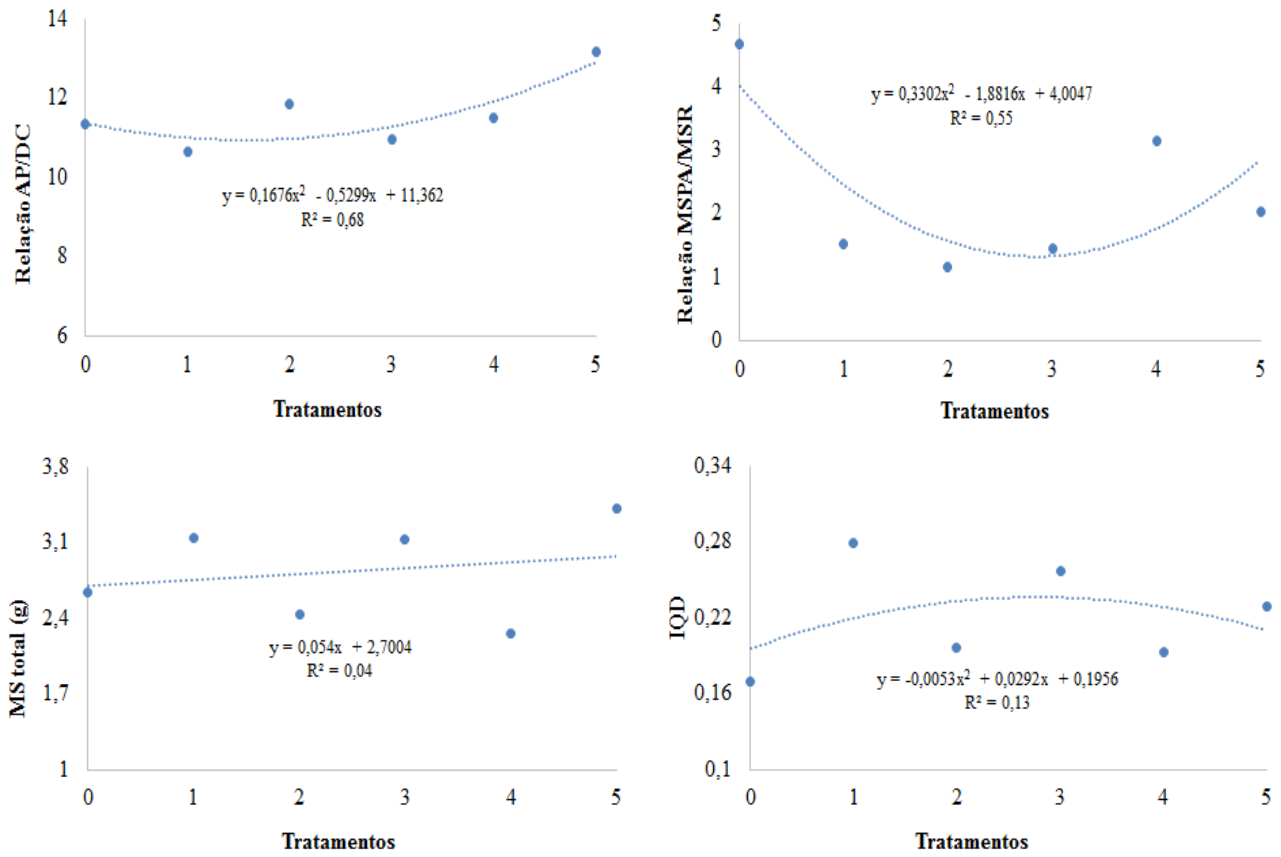 Relação AP/DC
14
12
10
8
6
y = 0,1676x² - 0,5299x + 11,362
R² = 0,68
0 1 2 3 4 5
Tratamentos
Relação MSPA/MSR
5
4
3
2
1
0
y = 0,3302x² - 1,8816x + 4,0047
R² = 0,55
0 1 2 3 4 5
Tratamentos
MS total (g)
3,8
3,1
2,4
1,7
1
y = 0,054x + 2,7004
R² = 0,04
0 1 2 3 4 5
Tratamentos
IQD
0,34
0,28
0,22
0,16
0,1
y = -0,0053x² + 0,0292x + 0,1956
R² = 0,13
0 1 2 3 4 5
Tratamentos